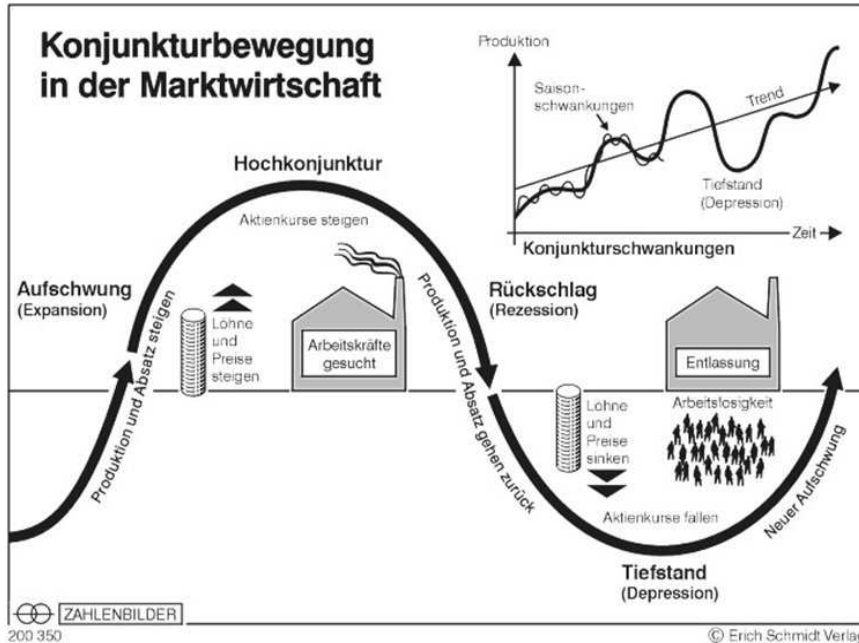 Konjunkturbewegung
in der Marktwirtschaft
Produktion
Saison-
schwankungen
Trend
Tiefstand
(Depression)
Zeit
Konjunkturschwankungen
Hochkonjunktur
Aktienkurse steigen
Aufschwung
(Expansion)
Produktion und Absatz steigen
Löhne
und
Preise
steigen
Arbeitskräfte
gesucht
Produktion und Absatz gehen zurück
Rückschlag
(Rezession)
Entlassung
Löhne
und
Preise
sinken
Arbeitslosigkeit
Aktienkurse fallen
Neuer Aufschwung
Tiefstand
(Depression)
ZAHLENBILDER
200 350
© Erich Schmidt Verlag